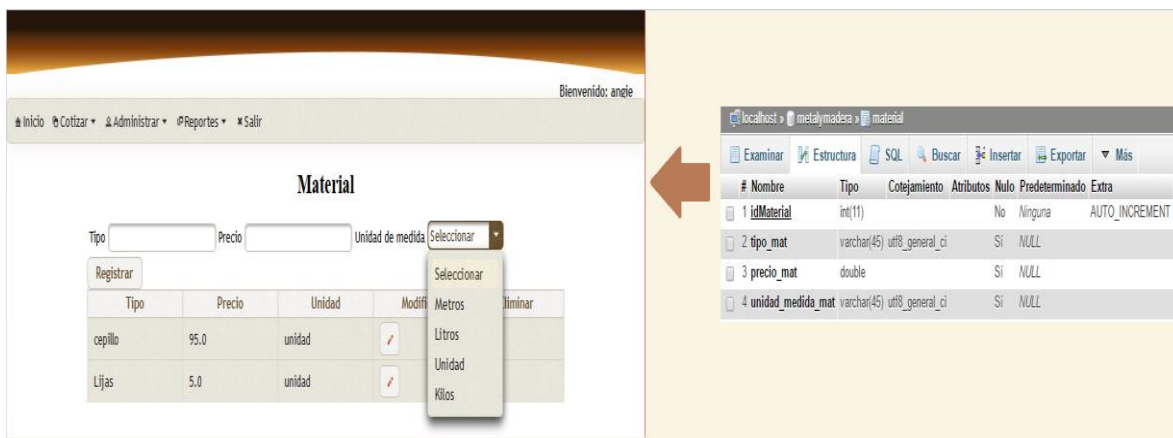 Bienvenido: angie
Inicio Cotizar Administrar Reportes Salir
Material
Tipo Precio Unidad de medida Seleccionar
Seleccionar
Metros
Litros
Unidad
Kilos
Registrar
Tipo Precio Unidad
cepillo 95.0 unidad
Lijas 5.0 unidad
localhost » metalymadera » material
Examinar Estructura SQL Buscar Insertar Exportar Más
# Nombre Tipo Cotejamiento Atributos Nulo Predeterminado Extra
1 idMaterial int(11) No Ninguna AUTO_INCREMENT
2 tipo_mat varchar(45) utf8_general_ci Sí NULL
3 precio_mat double Sí NULL
4 unidad_medida_mat varchar(45) utf8_general_ci Sí NULL